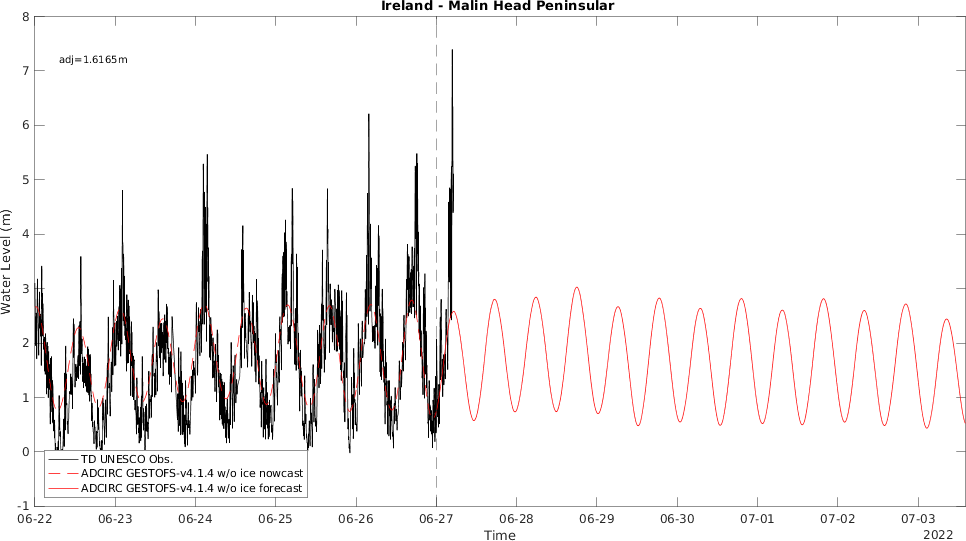 Ireland - Malin Head Peninsular
8
7
6
5
4
3
2
1
0
-1
Water Level (m)
adj=1.6165m
TD UNESCO Obs.
ADCIRC GESTOFS-v4.1.4 w/o ice nowcast
ADCIRC GESTOFS-v4.1.4 w/o ice forecast
06-22 06-23 06-24 06-25 06-26 06-27 06-28 06-29 06-30 07-01 07-02 07-03
Time
2022